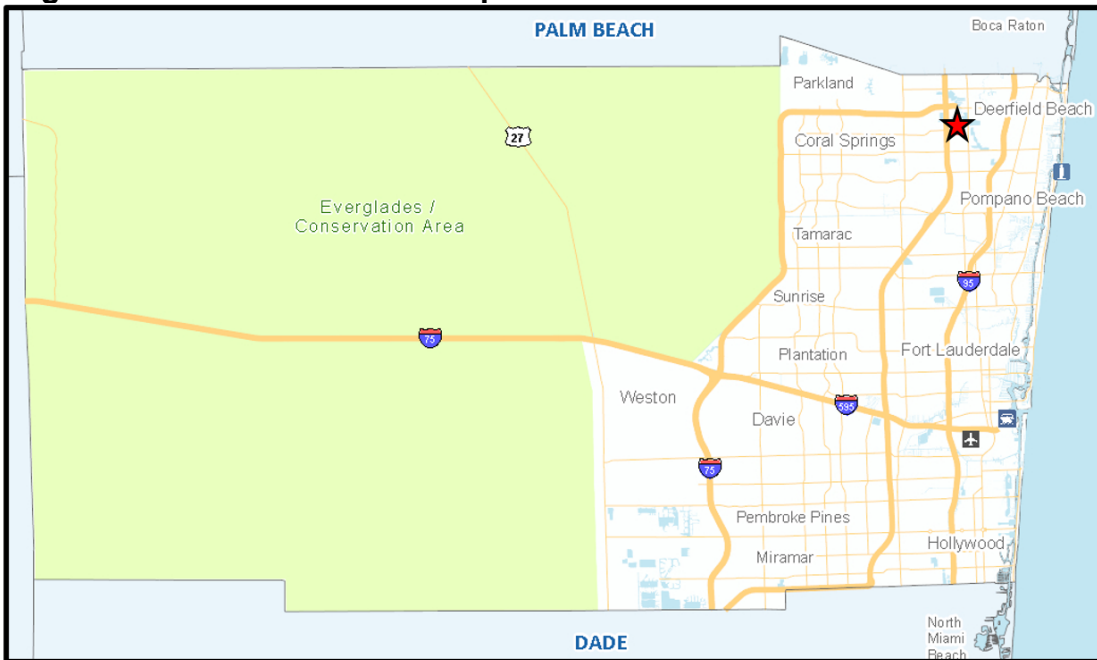 PALM BEACH
Boca Raton
Parkland
Deerfield Beach
27
Coral Springs
Pompano Beach
Everglades /
Conservation Area
Tamarac
95
Sunrise
75
Plantation
Fort Lauderdale
Weston
595
Davie
75
Pembroke Pines
Hollywood
Miramar
North
Miami
Beach
DADE